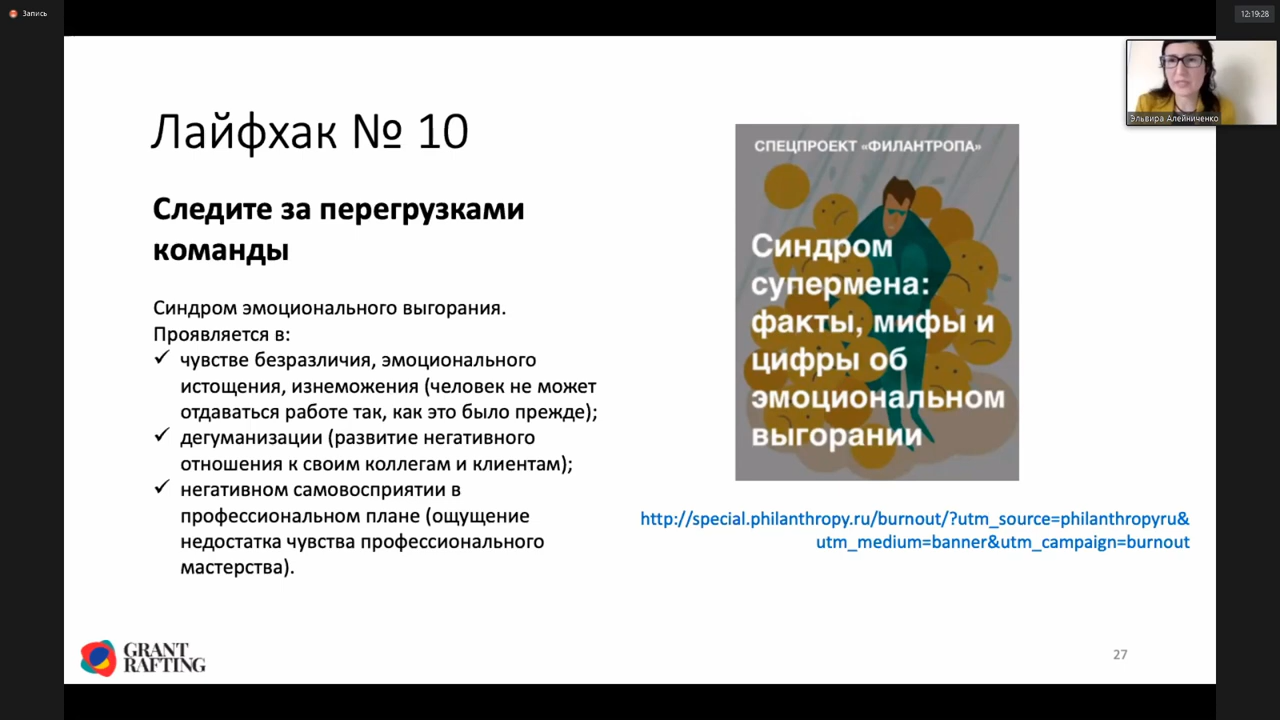 Запись
12:19:28
Эльвира Алейниченко
Лайфхак № 10
Следите за перегрузками
команды
Синдром эмоционального выгорания.
Проявляется в:
✓ чувстве безразличия, эмоционального
истощения, изнеможения (человек не может
отдаваться работе так, как это было прежде);
✓ дегуманизации (развитие негативного
отношения к своим коллегам и клиентам);
✓ негативном самовосприятии в
профессиональном плане (ощущение
недостатка чувства профессионального
мастерства).
СПЕЦПРОЕКТ «ФИЛАНТРОПА»
Синдром
супермена:
факты, мифы и
цифры об
эмоциональном
выгорании
http://special.philanthropy.ru/burnout/?utm_source=philanthropyru&
utm_medium=banner&utm_campaign=burnout
GRANT
RAFTING
27